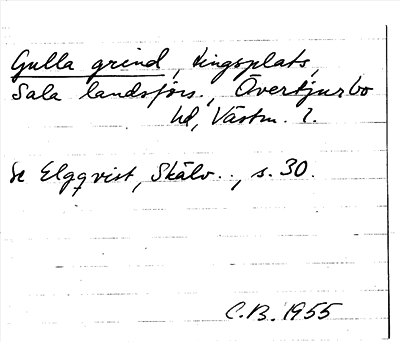 Gulla grind, tingsplats,
Sala landsförs., Övertjurbo
hd, Västm. l.
Se Elgqvist, Skälv.., s. 30.
C.B. 1955